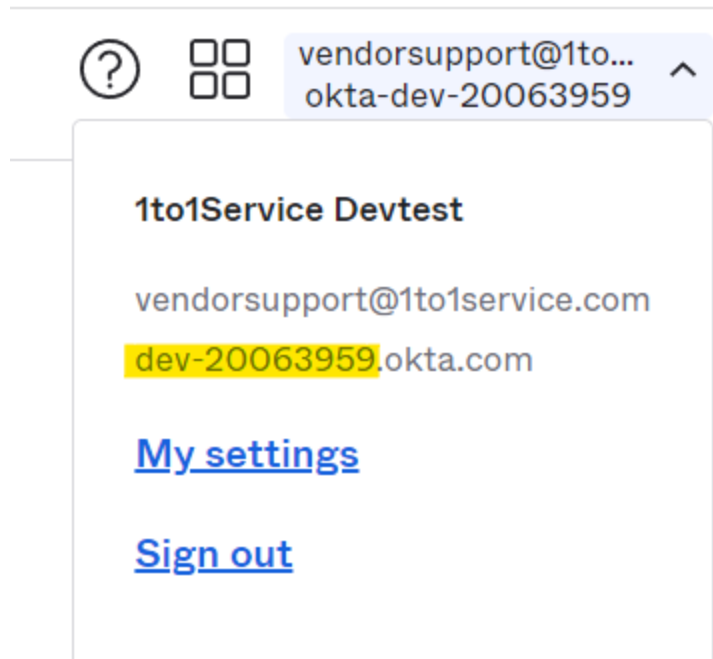 vendorsupport@1to...
okta-dev-20063959
1to1Service Devtest
vendorsupport@1to1service.com
dev-20063959.okta.com
My settings
Sign out